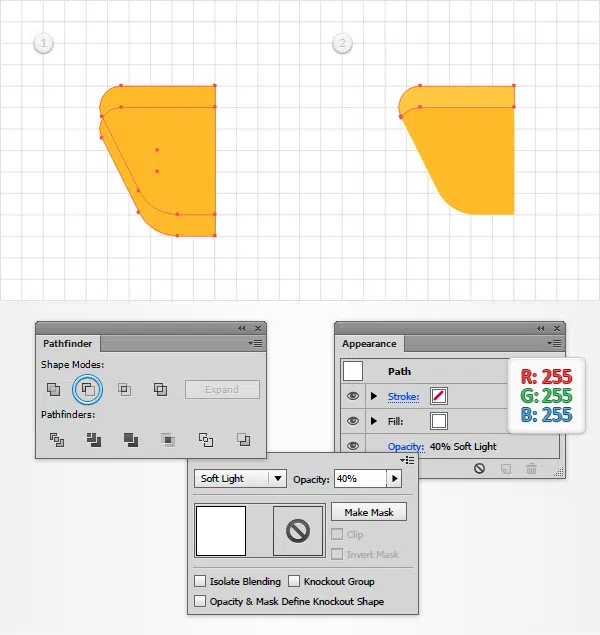 1
2
Pathfinder
Shape Modes:
Expand
Pathfinders:
Appearance
Path
Stroke:
Fill:
Opacity: 40% Soft Light
R: 255
G: 255
B: 255
Soft Light
Opacity: 40%
Make Mask
Clip
Invert Mask
Isolate Blending
Knockout Group
Opacity & Mask Define Knockout Shape